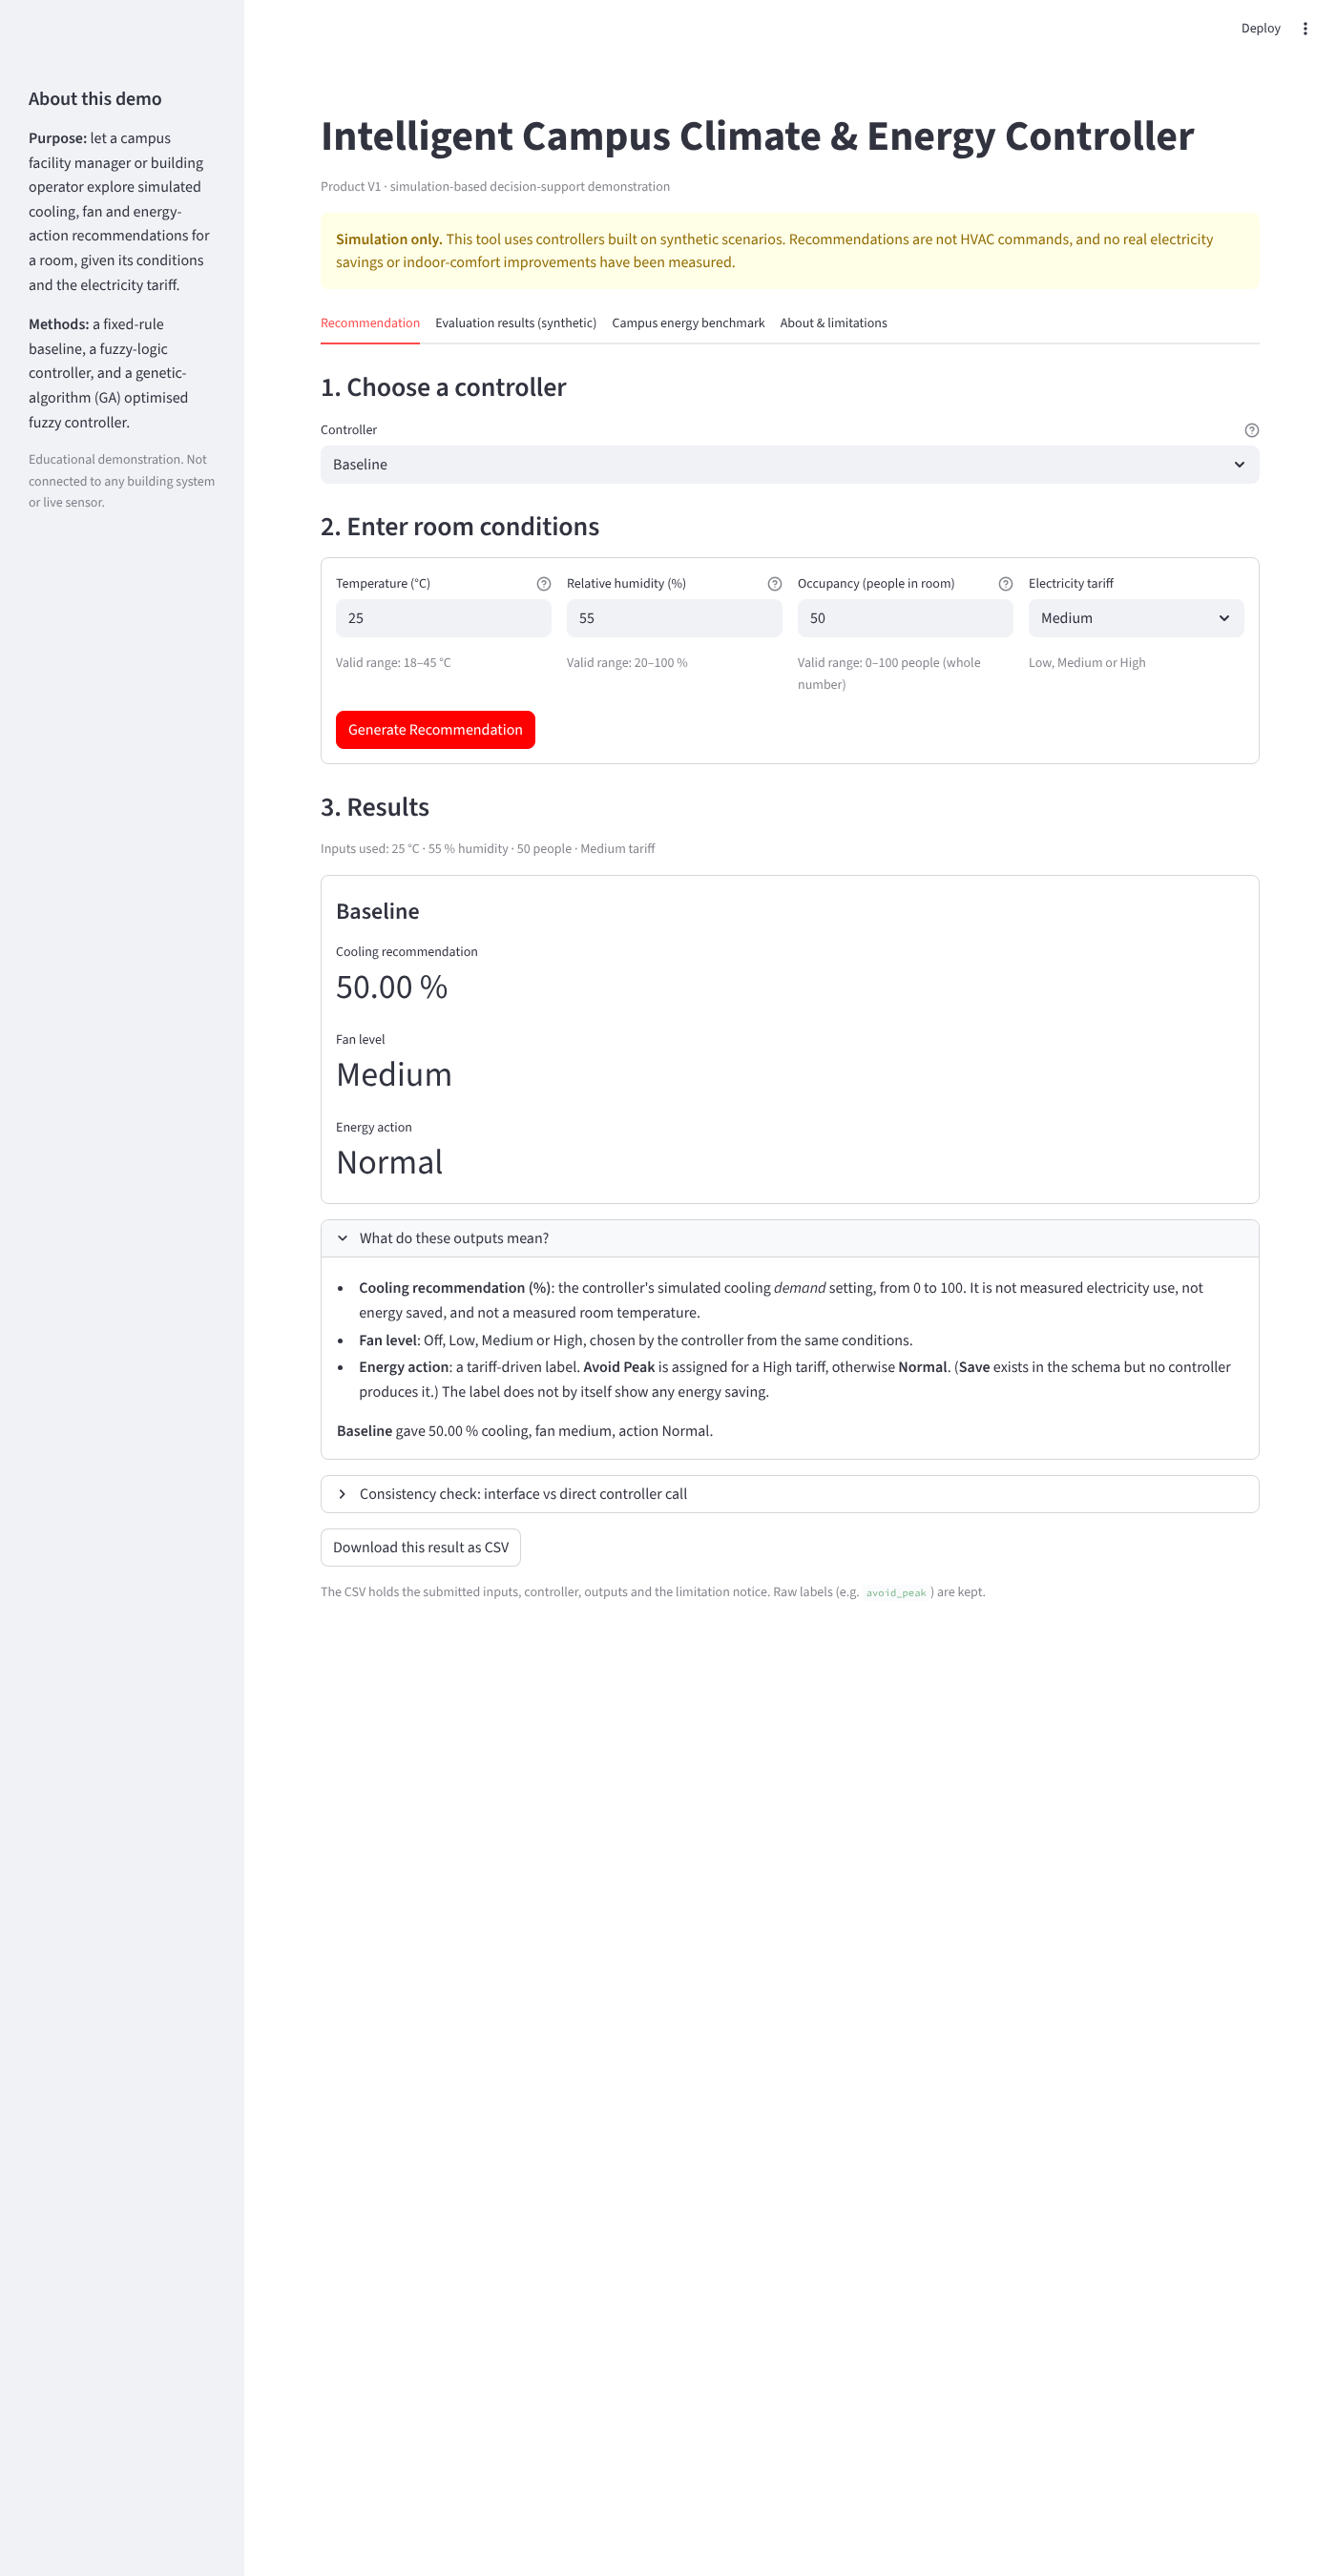 Deploy
About this demo
Purpose: let a campus
facility manager or building
operator explore simulated
cooling, fan and energy-
action recommendations for
a room, given its conditions
and the electricity tariff.
Methods: a fixed-rule
baseline, a fuzzy-logic
controller, and a genetic-
algorithm (GA) optimised
fuzzy controller.
Educational demonstration. Not
connected to any building system
or live sensor.
Intelligent Campus Climate & Energy Controller
Product V1 · simulation-based decision-support demonstration
Simulation only. This tool uses controllers built on synthetic scenarios. Recommendations are not HVAC commands, and no real electricity
savings or indoor-comfort improvements have been measured.
Recommendation Evaluation results (synthetic) Campus energy benchmark About & limitations
1. Choose a controller
Controller
Baseline
2. Enter room conditions
Temperature (°C) Relative humidity (%) Occupancy (people in room) Electricity tariff
25 55 50 Medium
Valid range: 18–45 °C Valid range: 20–100 % Valid range: 0–100 people (whole Low, Medium or High
number)
Generate Recommendation
3. Results
Inputs used: 25 °C · 55 % humidity · 50 people · Medium tariff
Baseline
Cooling recommendation
50.00 %
Fan level
Medium
Energy action
Normal
What do these outputs mean?
• Cooling recommendation (%): the controller's simulated cooling demand setting, from 0 to 100. It is not measured electricity use, not
energy saved, and not a measured room temperature.
• Fan level: Off, Low, Medium or High, chosen by the controller from the same conditions.
• Energy action: a tariff-driven label. Avoid Peak is assigned for a High tariff, otherwise Normal. (Save exists in the schema but no controller
produces it.) The label does not by itself show any energy saving.
Baseline gave 50.00 % cooling, fan medium, action Normal.
Consistency check: interface vs direct controller call
Download this result as CSV
The CSV holds the submitted inputs, controller, outputs and the limitation notice. Raw labels (e.g. avoid_peak ) are kept.